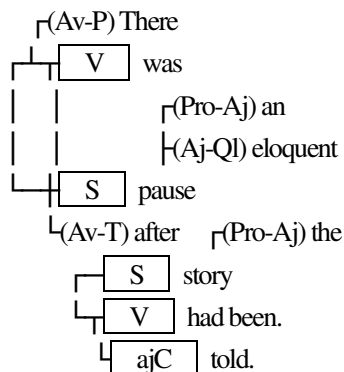 (Av-P) There
V was
(Pro-Aj) an
(Aj-Ql) eloquent
S pause
(Av-T) after (Pro-Aj) the
S story
V had been.
ajC told.